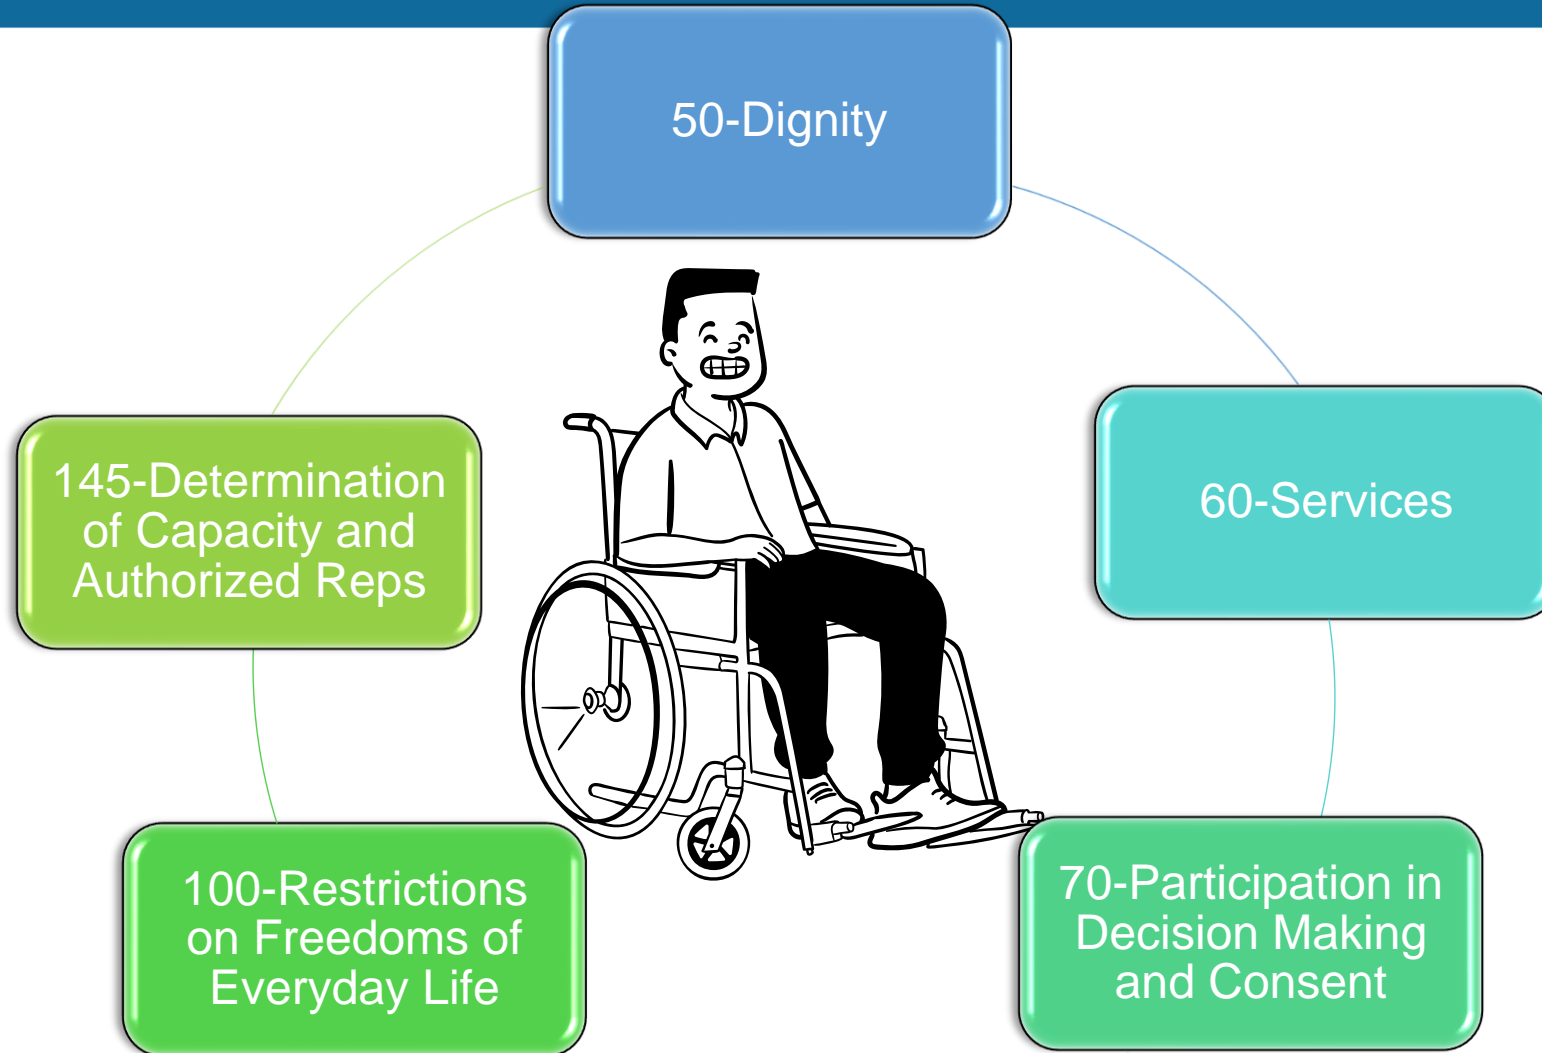 50-Dignity
60-Services
70-Participation in
Decision Making
and Consent
100-Restrictions
on Freedoms of
Everyday Life
145-Determination
of Capacity and
Authorized Reps